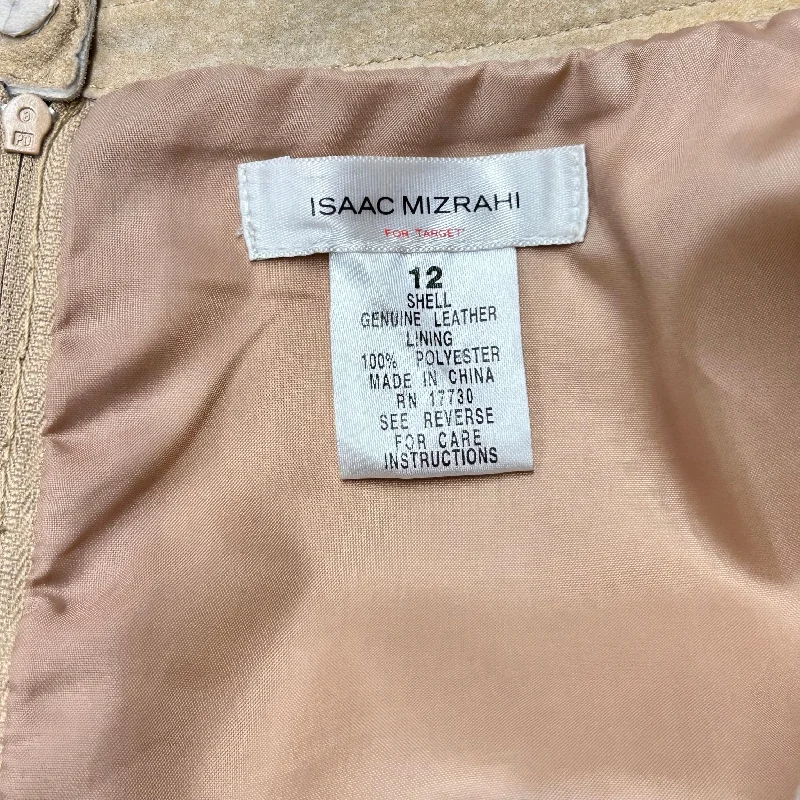 ISAAC MIZRAHI
FOR TARGET
12
SHELL
GENUINE LEATHER
LINING
100% POLYESTER
MADE IN CHINA
RN 17730
SEE REVERSE
FOR CARE
INSTRUCTIONS